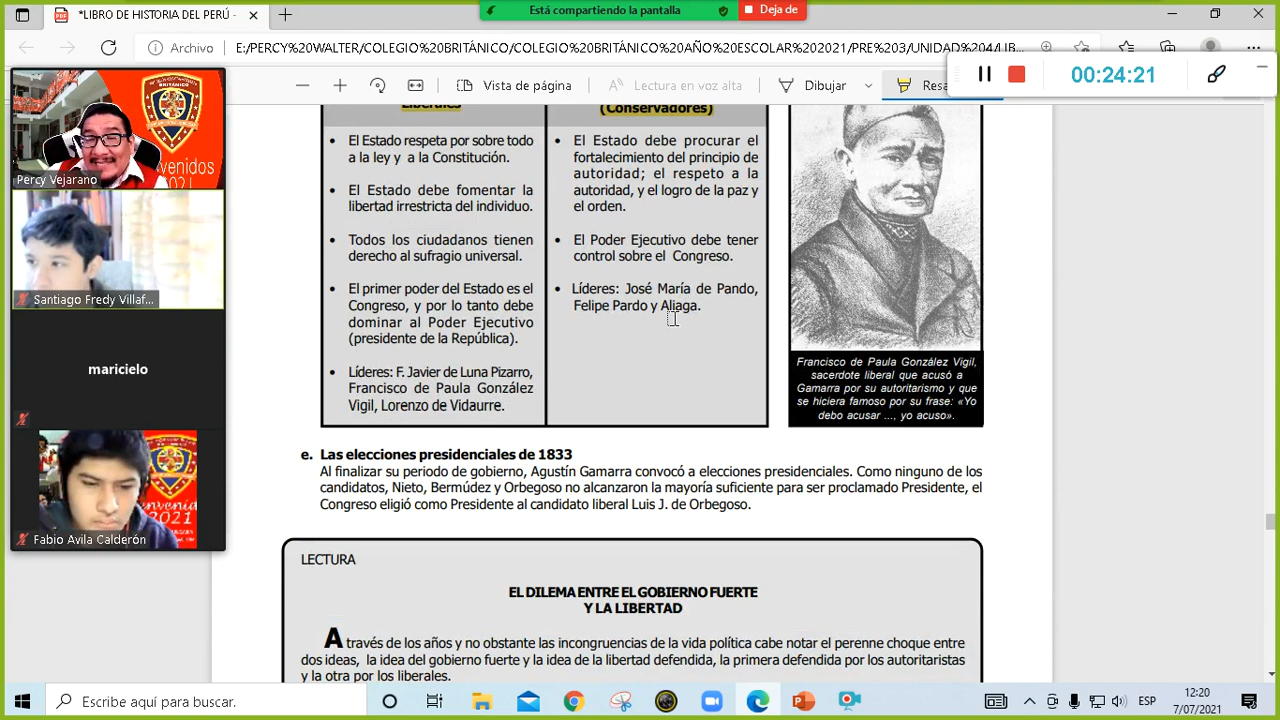 *LIBRO DE HISTORIA DEL PERÚ -
Está compartiendo la pantalla
Deja de
Archivo
E:/PERCY%20WALTER/COLEGIO%20BRITÁNICO/COLEGIO%20BRITÁNICO%20AÑO%20ESCOLAR%202021/PRE%203/UNIDAD%204/LIB...
Vista de página
Lectura en voz alta
Dibujar
Resa
00:24:21
BRITÁNICO
envenidos
2021
Percy Vejarano
Santiago Fredy Villaf...
maricielo
envenid
2021
Fabio Avila Calderón
Liberales
(Conservadores)
• El Estado respeta por sobre todo
a la ley y a la Constitución.
• El Estado debe fomentar la
libertad irrestricta del individuo.
• Todos los ciudadanos tienen
derecho al sufragio universal.
• El primer poder del Estado es el
Congreso, y por lo tanto debe
dominar al Poder Ejecutivo
(presidente de la República).
• Líderes: F. Javier de Luna Pizarro,
Francisco de Paula González
Vigil, Lorenzo de Vidaurre.
• El Estado debe procurar el
fortalecimiento del principio de
autoridad; el respeto a la
autoridad, y el logro de la paz y
el orden.
• El Poder Ejecutivo debe tener
control sobre el Congreso.
• Líderes: José María de Pando,
Felipe Pardo y Aliaga.
Francisco de Paula González Vigil,
sacerdote liberal que acusó a
Gamarra por su autoritarismo y que
se hiciera famoso por su frase: «Yo
debo acusar ..., yo acuso».
e. Las elecciones presidenciales de 1833
Al finalizar su periodo de gobierno, Agustín Gamarra convocó a elecciones presidenciales. Como ninguno de los
candidatos, Nieto, Bermúdez y Orbegoso no alcanzaron la mayoría suficiente para ser proclamado Presidente, el
Congreso eligió como Presidente al candidato liberal Luis J. de Orbegoso.
LECTURA
EL DILEMA ENTRE EL GOBIERNO FUERTE
Y LA LIBERTAD
A través de los años y no obstante las incongruencias de la vida política cabe notar el perenne choque entre
dos ideas, la idea del gobierno fuerte y la idea de la libertad defendida, la primera defendida por los autoritaristas
y la otra por los liberales.
Escribe aquí para buscar.
ESP
12:20
7/07/2021